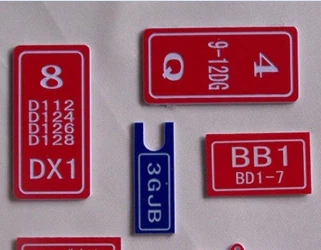 8
D112
D124
D126
D128
DX1
4
9-12DG
Q
3GJB
BB1
BD1-7